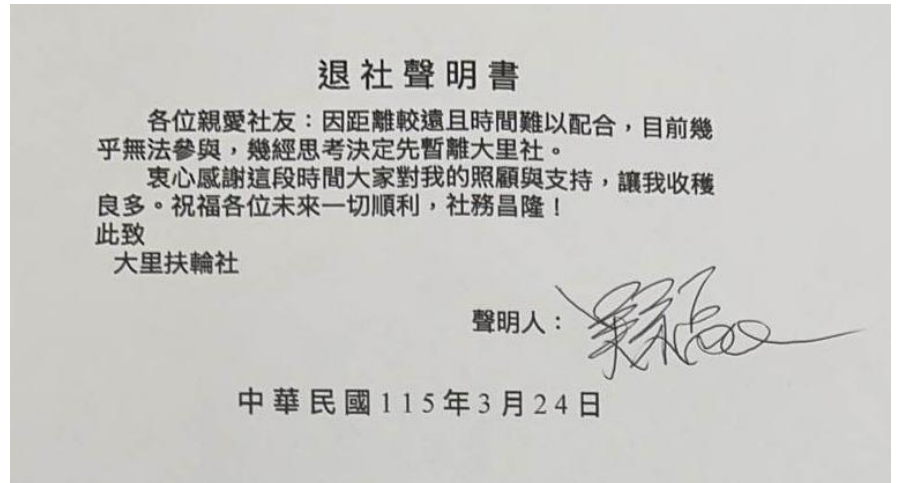 退社聲明書
各位親愛社友：因距離較遠且時間難以配合，目前幾
乎無法參與，幾經思考決定先暫離大里社。
衷心感謝這段時間大家對我的照顧與支持，讓我收穫
良多。祝福各位未來一切順利，社務昌隆！
此致
大里扶輪社
聲明人：
中華民國115年3月24日